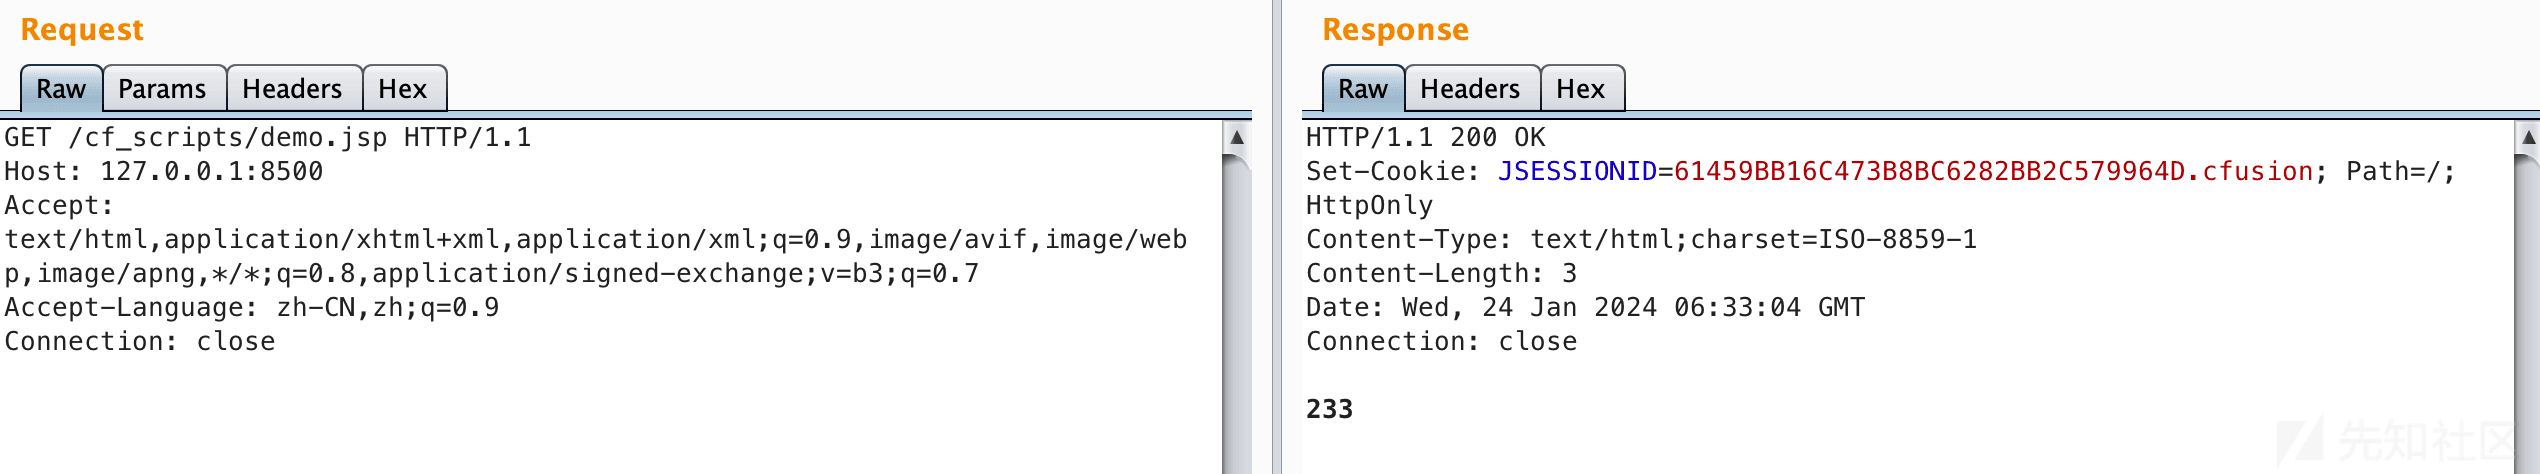 Request
Raw Params Headers Hex
GET /cf_scripts/demo.jsp HTTP/1.1
Host: 127.0.0.1:8500
Accept:
text/html,application/xhtml+xml,application/xml;q=0.9,image/avif,image/web
p,image/apng,*/*;q=0.8,application/signed-exchange;v=b3;q=0.7
Accept-Language: zh-CN,zh;q=0.9
Connection: close
Response
Raw Headers Hex
HTTP/1.1 200 OK
Set-Cookie: JSESSIONID=61459BB16C473B8BC6282BB2C579964D.cfusion; Path=/;
HttpOnly
Content-Type: text/html;charset=ISO-8859-1
Content-Length: 3
Date: Wed, 24 Jan 2024 06:33:04 GMT
Connection: close
233
先知社区